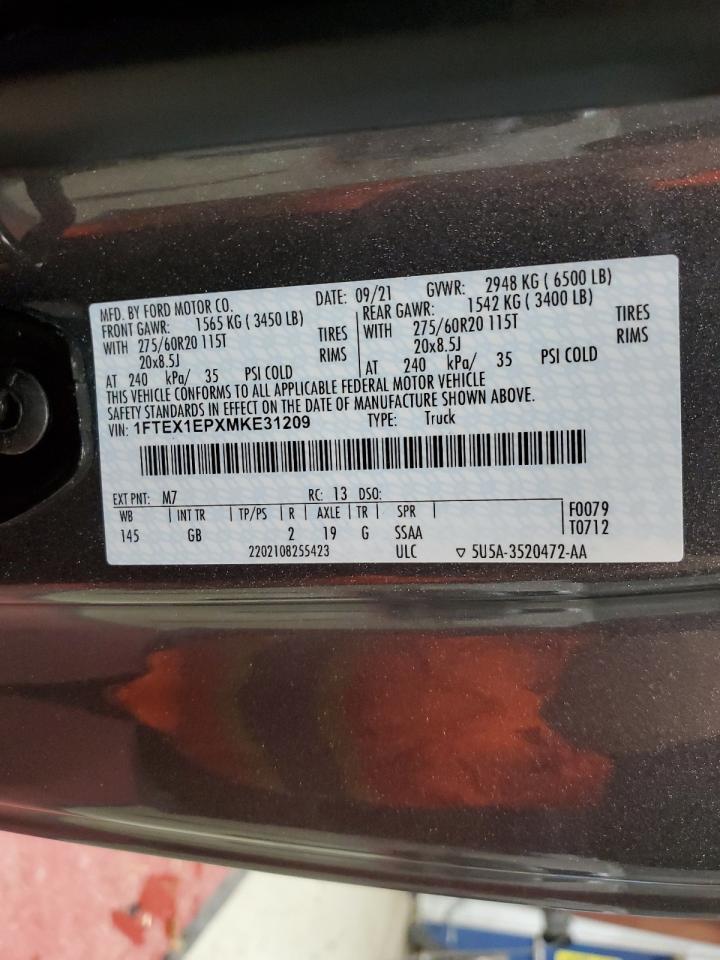 MFD. BY FORD MOTOR CO. DATE: 09/21 GVWR: 2948 KG ( 6500 LB)
FRONT GAWR: 1565 KG ( 3450 LB) REAR GAWR: 1542 KG ( 3400 LB)
WITH 275/60R20 115T TIRES WITH 275/60R20 115T TIRES
20x8.5J RIMS 20x8.5J RIMS
AT 240 kPa/ 35 PSI COLD AT 240 kPa/ 35 PSI COLD
THIS VEHICLE CONFORMS TO ALL APPLICABLE FEDERAL MOTOR VEHICLE
SAFETY STANDARDS IN EFFECT ON THE DATE OF MANUFACTURE SHOWN ABOVE.
VIN: 1FTEX1EPXMKE31209 TYPE: Truck
EXT PNT: M7 RC: 13 DSO:
WB | INT TR | TP/PS | R | AXLE | TR | SPR | F0079
145 GB 2 19 G SSAA T0712
2202108255423 ULC ▽ 5U5A-3520472-AA